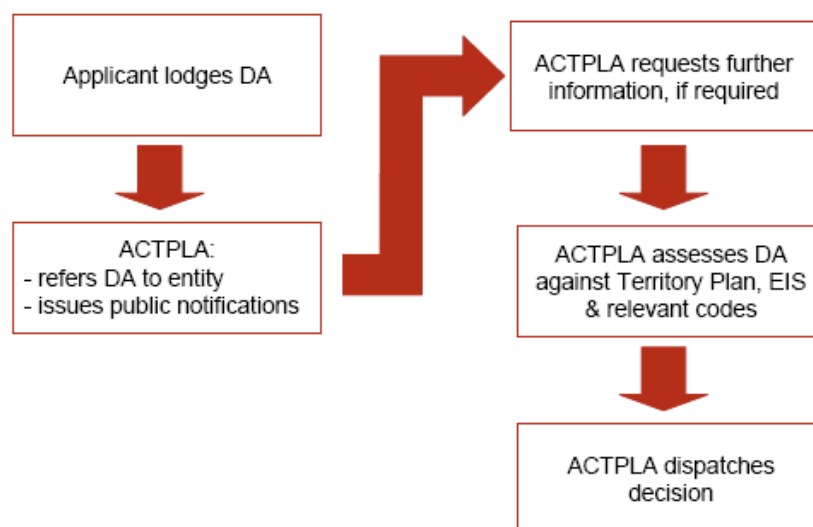 Applicant lodges DA
ACTPLA:
- refers DA to entity
- issues public notifications
ACTPLA requests further
information, if required
ACTPLA assesses DA
against Territory Plan, EIS
& relevant codes
ACTPLA dispatches
decision